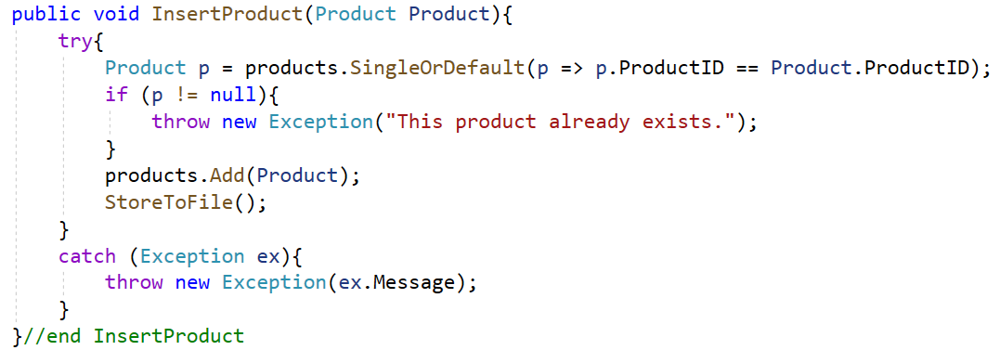 public void InsertProduct(Product Product){
    try{
        Product p = products.SingleOrDefault(p => p.ProductID == Product.ProductID);
        if (p != null){
            throw new Exception("This product already exists.");
        }
        products.Add(Product);
        StoreToFile();
    }
    catch (Exception ex){
        throw new Exception(ex.Message);
    }
}//end InsertProduct